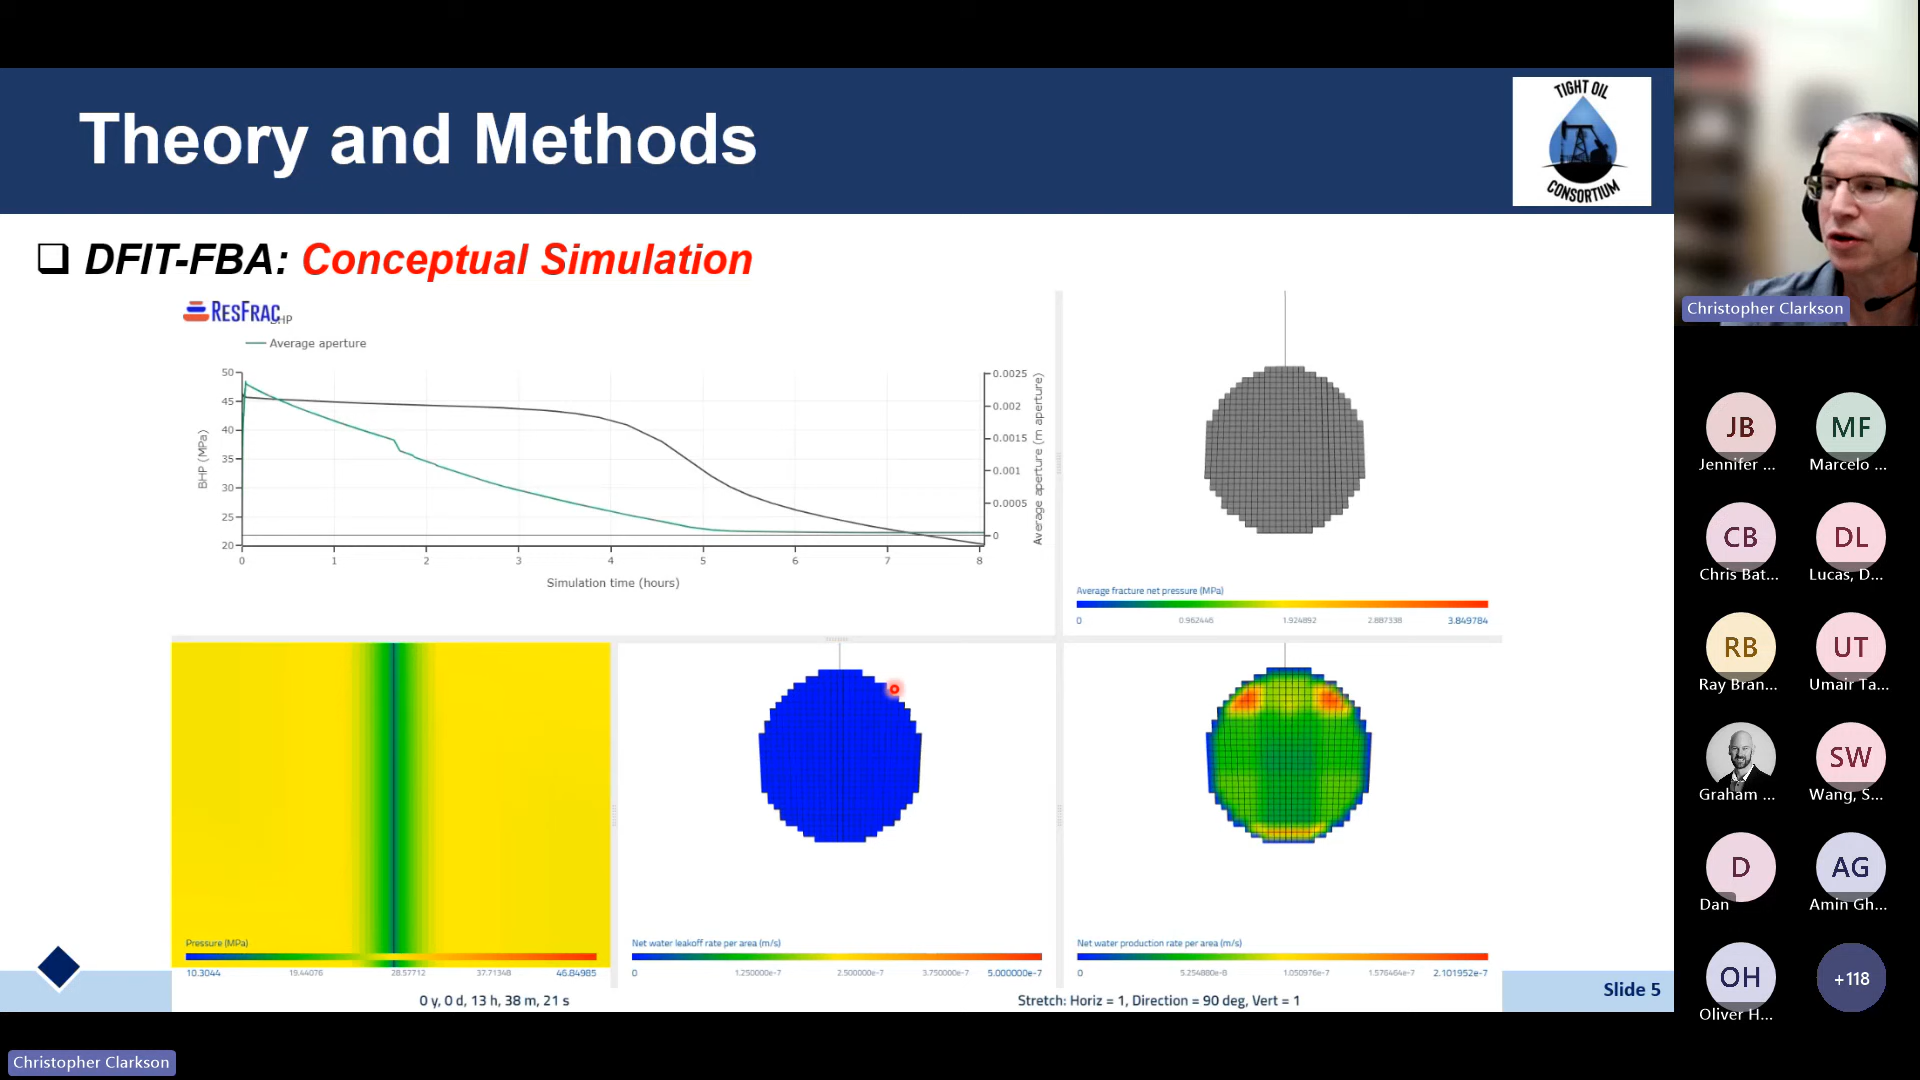 Theory and Methods
TIGHT OIL
CONSORTIUM
DFIT-FBA: Conceptual Simulation
RESFRAC
Average aperture
50
45
40
35
30
25
20
BHP (MPa)
0.0025
0.002
0.0015
0.001
0.0005
0
Average aperture (m aperture)
0 1 2 3 4 5 6 7 8
Simulation time (hours)
Average fracture net pressure (MPa)
0 0.962446 1.924892 2.887338 3.849784
Pressure (MPa)
10.3044 19.44076 28.57712 37.71348 46.84985
Net water leakoff rate per area (m/s)
0 1.250000e-7 2.500000e-7 3.750000e-7 5.000000e-7
Net water production rate per area (m/s)
0 5.254880e-8 1.050976e-7 1.576464e-7 2.101952e-7
0 y, 0 d, 13 h, 38 m, 21 s
Stretch: Horiz = 1, Direction = 90 deg, Vert = 1
Slide 5
Christopher Clarkson
JB MF
Jennifer ... Marcelo ...
CB DL
Chris Bat... Lucas, D...
RB UT
Ray Bran... Umair Ta...
SW
Graham ... Wang, S...
D AG
Dan Amin Gh...
OH +118
Oliver H...
Christopher Clarkson